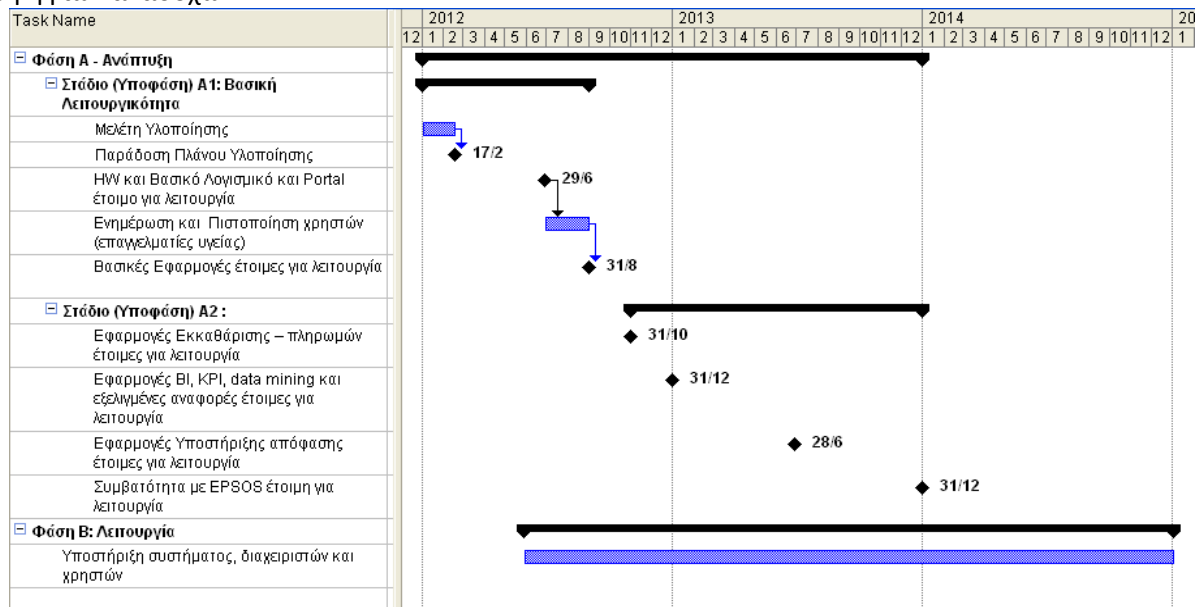 Task Name
2012 2013 2014 20
12 1 2 3 4 5 6 7 8 9 10 11 12 1 2 3 4 5 6 7 8 9 10 11 12 1 2 3 4 5 6 7 8 9 10 11 12 1
Φάση Α - Ανάπτυξη
Στάδιο (Υποφάση) Α1: Βασική
Λειτουργικότητα
Μελέτη Υλοποίησης
Παράδοση Πλάνου Υλοποίησης
17/2
HW και Βασικό Λογισμικό και Portal
έτοιμο για λειτουργία
29/6
Ενημέρωση και Πιστοποίηση χρηστών
(επαγγελματίες υγείας)
Βασικές Εφαρμογές έτοιμες για λειτουργία
31/8
Στάδιο (Υποφάση) Α2 :
Εφαρμογές Εκκαθάρισης – πληρωμών
έτοιμες για λειτουργία
31/10
Εφαρμογές BI, KPI, data mining και
εξελιγμένες αναφορές έτοιμες για
λειτουργία
31/12
Εφαρμογές Υποστήριξης απόφασης
έτοιμες για λειτουργία
28/6
Συμβατότητα με EPSOS έτοιμη για
λειτουργία
31/12
Φάση Β: Λειτουργία
Υποστήριξη συστήματος, διαχειριστών και
χρηστών